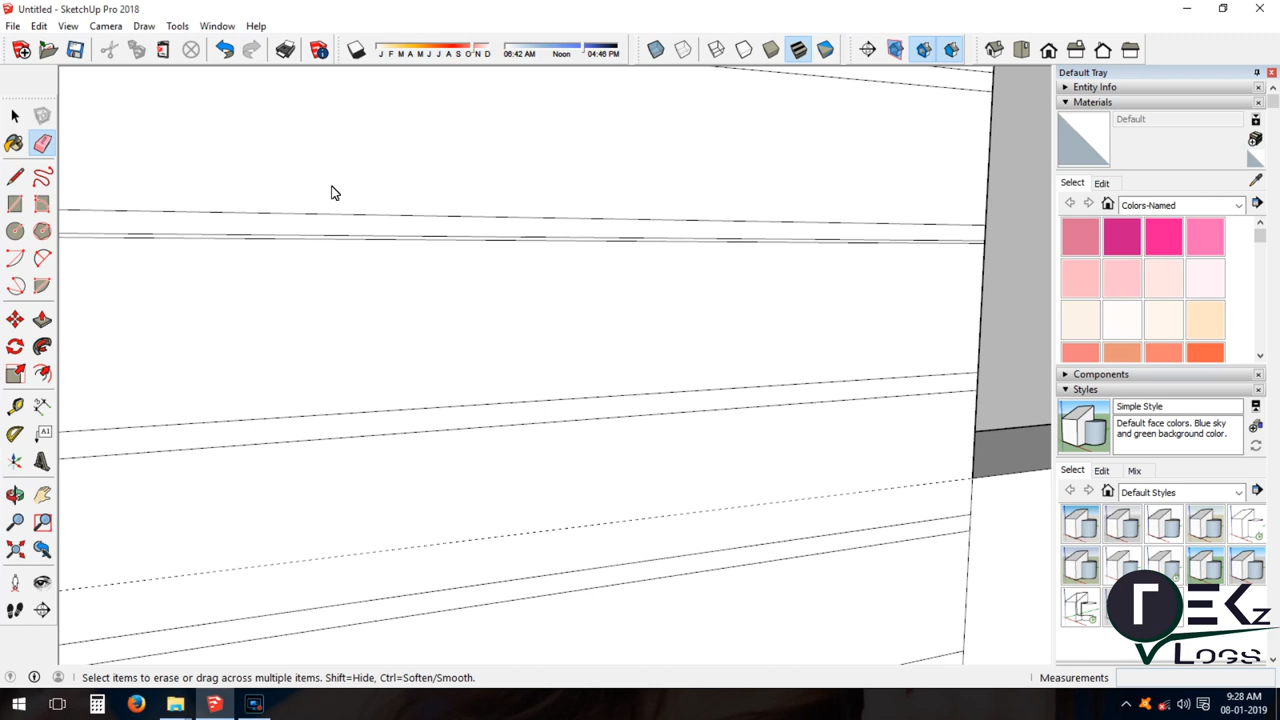 Untitled - SketchUp Pro 2018
File Edit View Camera Draw Tools Window Help
J F M A M J J A S O N D
06:42 AM Noon 04:46 PM
Default Tray
Entity Info
Materials
Default
Select Edit
Colors-Named
Components
Styles
Simple Style
Default face colors. Blue sky
and green background color.
Select Edit Mix
Default Styles
A1
TEKz
VLogs
Select items to erase or drag across multiple items. Shift=Hide, Ctrl=Soften/Smooth.
Measurements
9:28 AM
08-01-2019